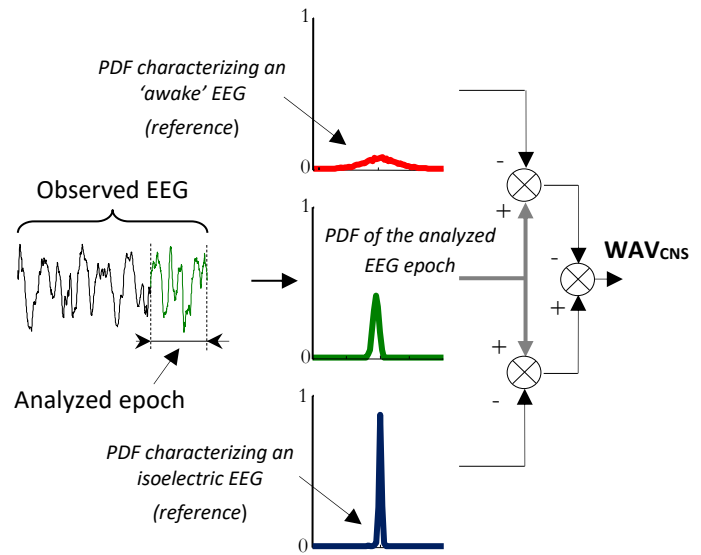 1
PDF characterizing an
‘awake’ EEG
(reference)
0
-
Observed EEG
+
1
PDF of the analyzed
EEG epoch
-
WAVCNS
+
0
+
Analyzed epoch
1
-
PDF characterizing an
isoelectric EEG
(reference)
0